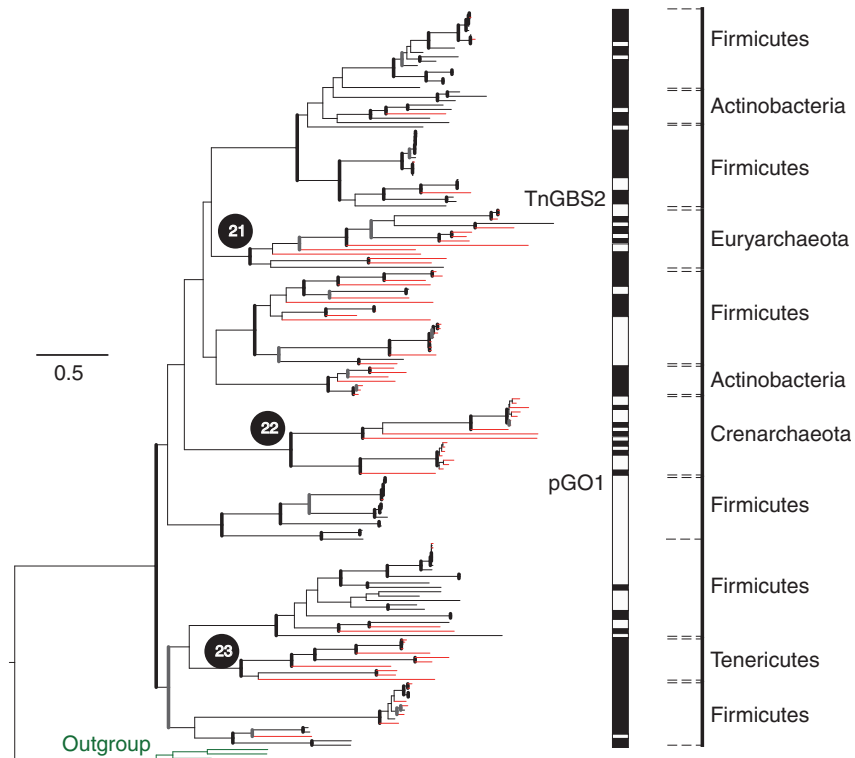 Firmicutes
Actinobacteria
Firmicutes
TnGBS2
21
Euryarchaeota
Firmicutes
0.5
Actinobacteria
22
Crenarchaeota
pGO1
Firmicutes
Firmicutes
23
Tenericutes
Firmicutes
Outgroup